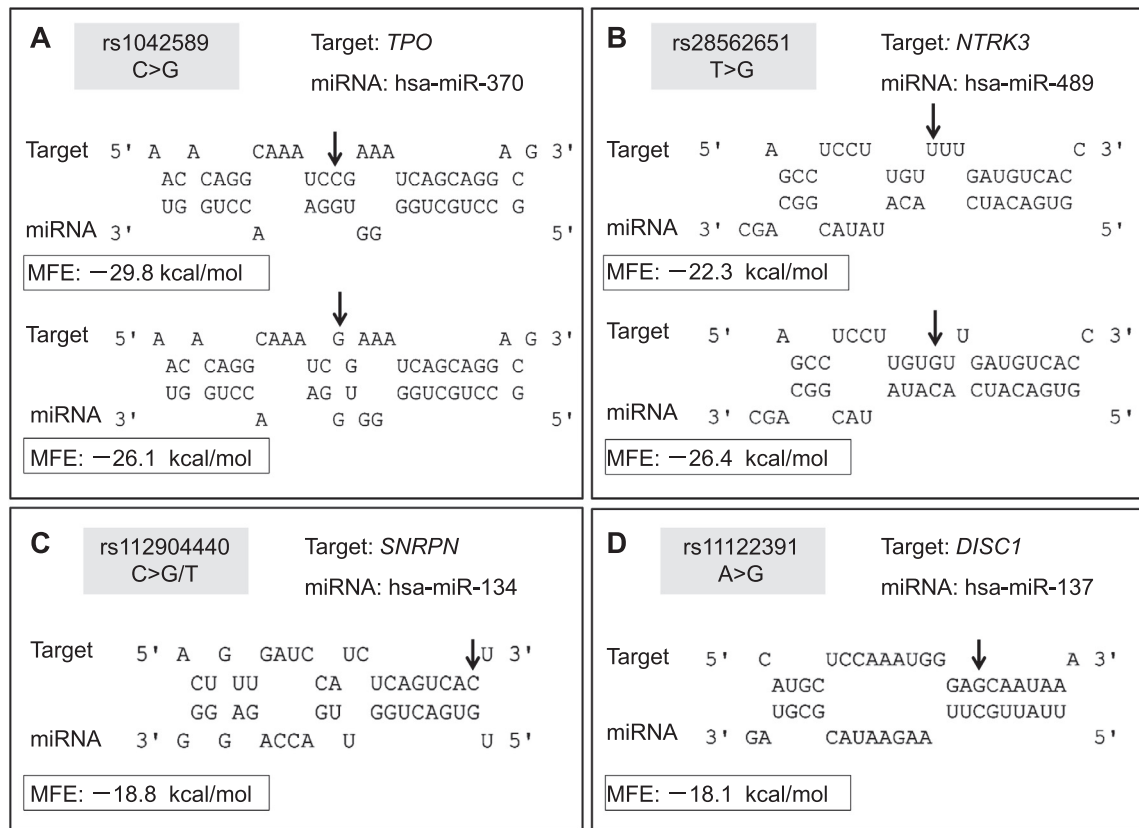 A
rs1042589
C>G
Target: TPO
miRNA: hsa-miR-370
Target 5' A A CAAA AAA A G 3'
AC CAGG UCCG UCAGCAGG C
UG GUCC AGGU GGUCGUCC G
miRNA 3' A GG 5'
MFE: −29.8 kcal/mol
Target 5' A A CAAA G AAA A G 3'
AC CAGG UC G UCAGCAGG C
UG GUCC AG U GGUCGUCC G
miRNA 3' A G GG 5'
MFE: −26.1 kcal/mol
B
rs28562651
T>G
Target: NTRK3
miRNA: hsa-miR-489
Target 5' A UCCU UUU C 3'
GCC UGU GAUGUCAC
CGG ACA CUACAGUG
miRNA 3' CGA CAUAU 5'
MFE: −22.3 kcal/mol
Target 5' A UCCU U C 3'
GCC UGUGU GAUGUCAC
CGG AUACA CUACAGUG
miRNA 3' CGA CAU 5'
MFE: −26.4 kcal/mol
C
rs112904440
C>G/T
Target: SNRPN
miRNA: hsa-miR-134
Target 5' A G GAUC UC U 3'
CU UU CA UCAGUCAC
GG AG GU GGUCAGUG
miRNA 3' G G ACCA U U 5'
MFE: −18.8 kcal/mol
D
rs11122391
A>G
Target: DISC1
miRNA: hsa-miR-137
Target 5' C UCCAAAUGG A 3'
AUGC GAGCAAUAA
UGCG UUCGUUAUU
miRNA 3' GA CAUAAGAA 5'
MFE: −18.1 kcal/mol